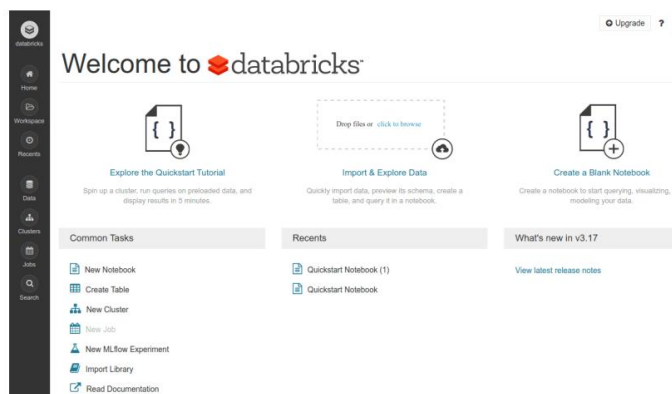 Upgrade ?
databricks
Home
Workspace
Recents
Data
Clusters
Jobs
Search
Welcome to databricks
{ }
Explore the Quickstart Tutorial
Spin up a cluster, run queries on preloaded data, and
display results in 5 minutes.
Drop files or click to browse
Import & Explore Data
Quickly import data, preview its schema, create a
table, and query it in a notebook.
{ }
Create a Blank Notebook
Create a notebook to start querying, visualizing,
modeling your data.
Common Tasks
New Notebook
Create Table
New Cluster
New Job
New MLflow Experiment
Import Library
Read Documentation
Recents
Quickstart Notebook (1)
Quickstart Notebook
What's new in v3.17
View latest release notes